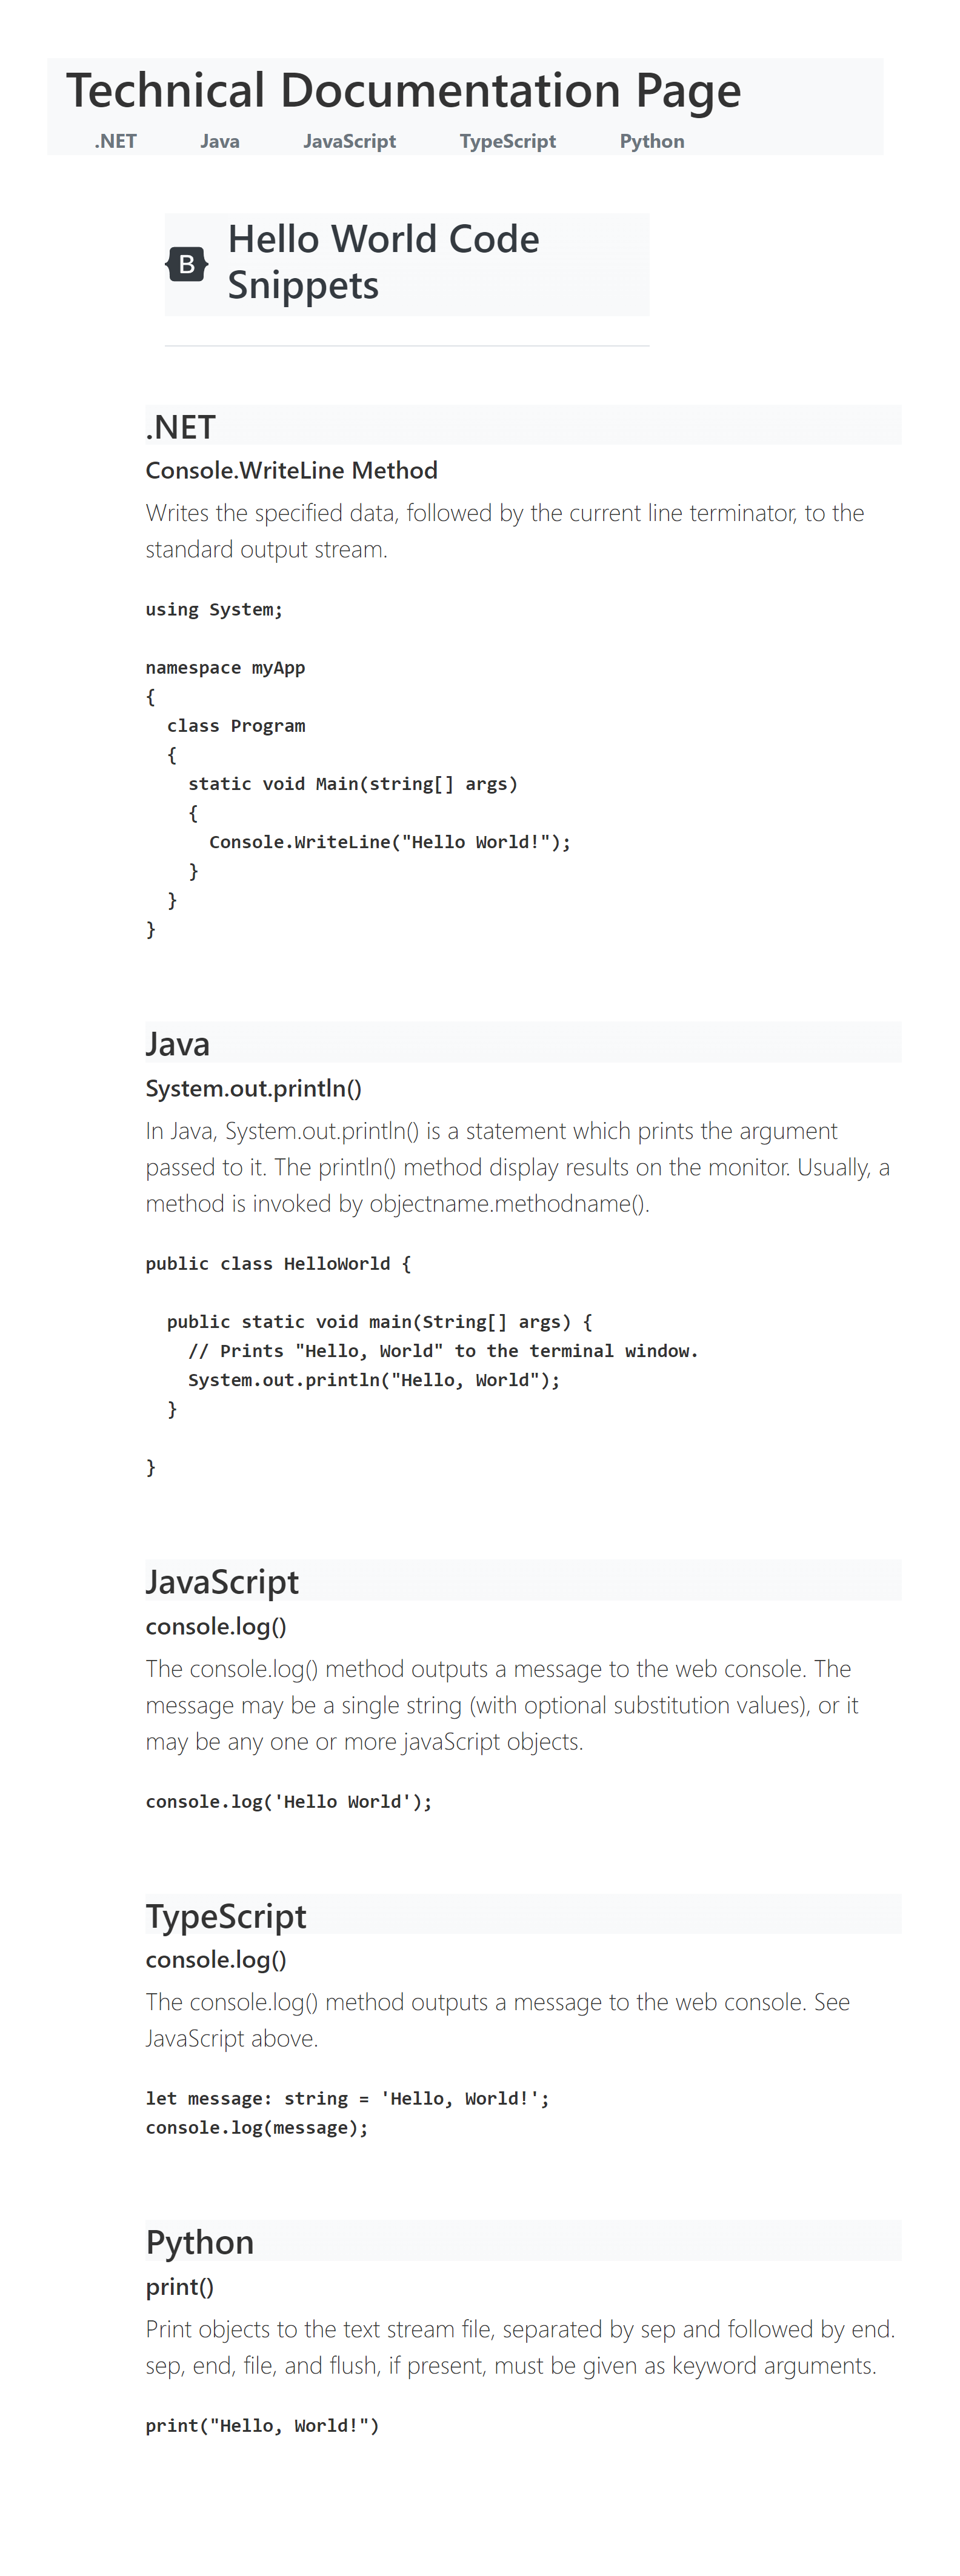 Technical Documentation Page
.NET Java JavaScript TypeScript Python
B
Hello World Code
Snippets
.NET
Console.WriteLine Method
Writes the specified data, followed by the current line terminator, to the
standard output stream.
using System;
namespace myApp
{
  class Program
  {
    static void Main(string[] args)
    {
      Console.WriteLine("Hello World!");
    }
  }
}
Java
System.out.println()
In Java, System.out.println() is a statement which prints the argument
passed to it. The println() method display results on the monitor. Usually, a
method is invoked by objectname.methodname().
public class HelloWorld {
  public static void main(String[] args) {
    // Prints "Hello, World" to the terminal window.
    System.out.println("Hello, World");
  }
}
JavaScript
console.log()
The console.log() method outputs a message to the web console. The
message may be a single string (with optional substitution values), or it
may be any one or more javaScript objects.
console.log('Hello World');
TypeScript
console.log()
The console.log() method outputs a message to the web console. See
JavaScript above.
let message: string = 'Hello, World!';
console.log(message);
Python
print()
Print objects to the text stream file, separated by sep and followed by end.
sep, end, file, and flush, if present, must be given as keyword arguments.
print("Hello, World!")